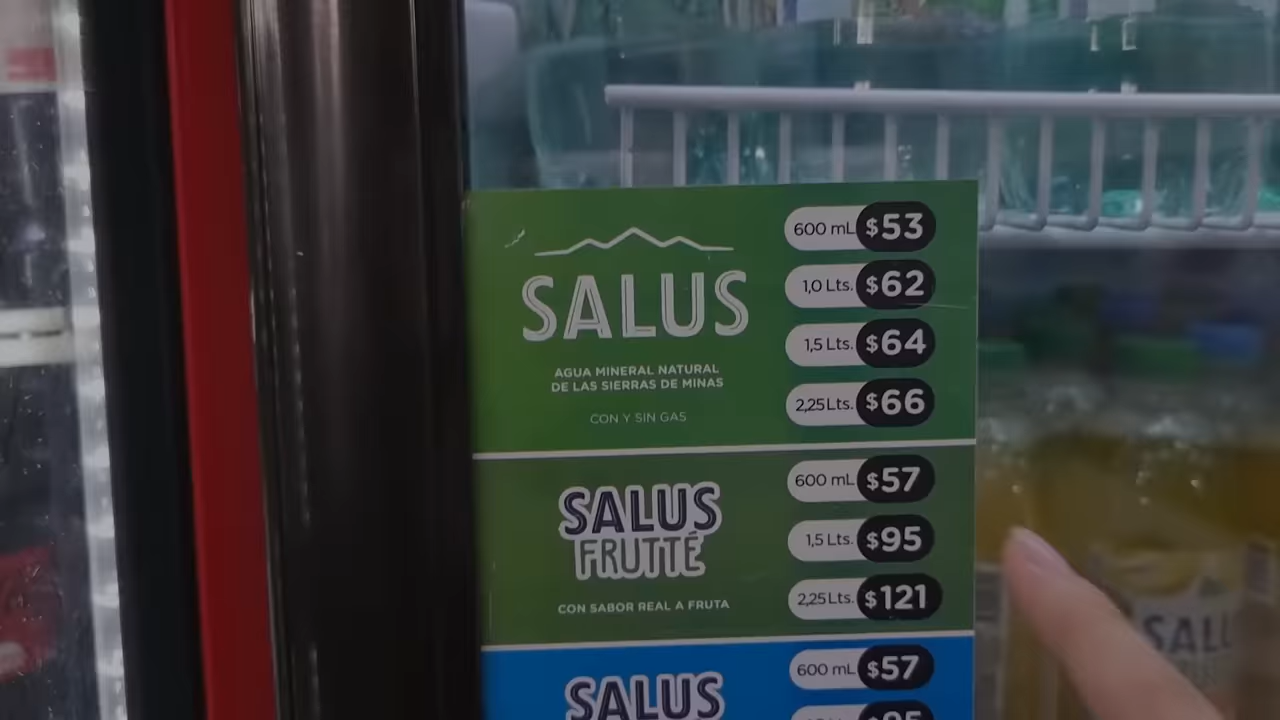 SALUS
AGUA MINERAL NATURAL
DE LAS SIERRAS DE MINAS
CON Y SIN GAS
600 mL $53
1,0 Lts. $62
1,5 Lts. $64
2,25 Lts. $66
SALUS
FRUTTÉ
CON SABOR REAL A FRUTA
600 mL $57
1,5 Lts. $95
2,25 Lts. $121
SALUS
600 mL $57